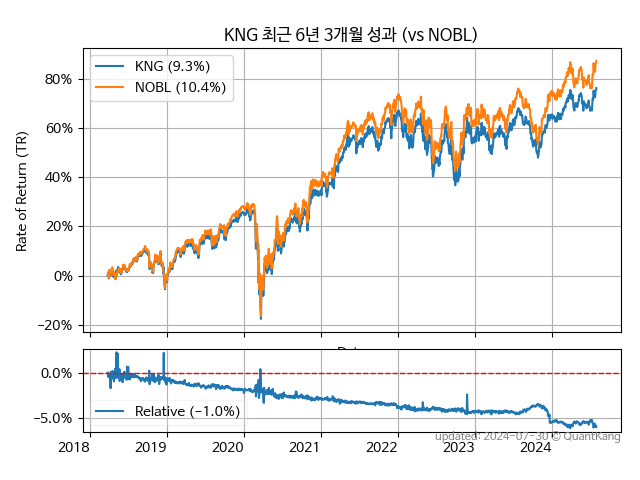 KNG 최근 6년 3개월 성과 (vs NOBL)
KNG (9.3%)
NOBL (10.4%)
Rate of Return (TR)
80%
60%
40%
20%
0%
−20%
0.0%
−5.0%
Relative (−1.0%)
2018 2019 2020 2021 2022 2023 2024
updated: 2024-07-30 © QuantKang